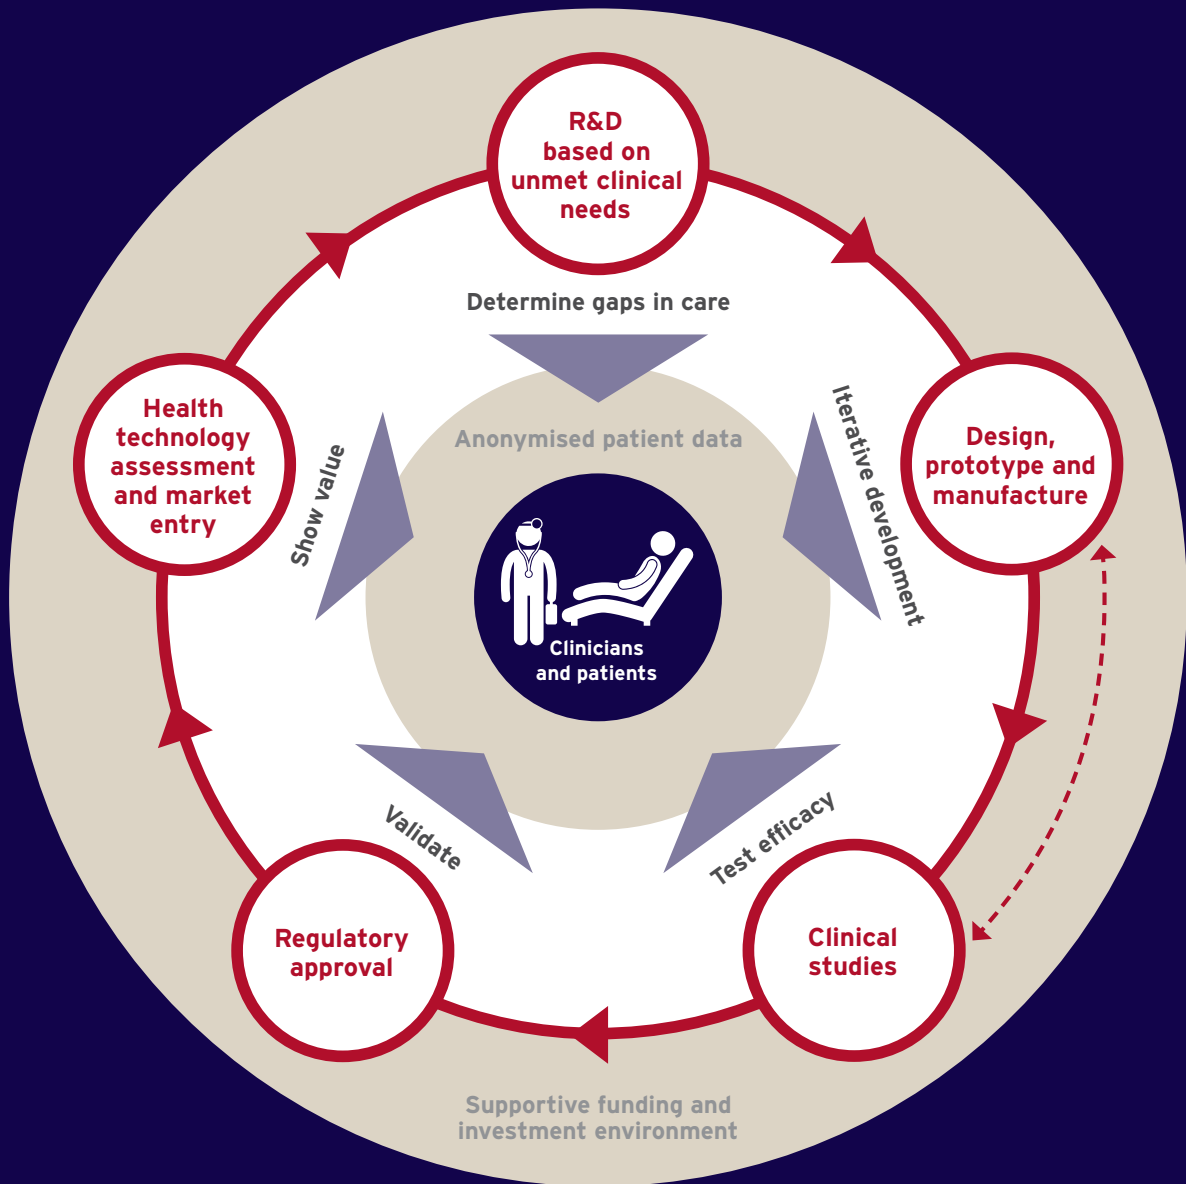 R&D
based on
unmet clinical
needs
Determine gaps in care
Iterative development
Design,
prototype and
manufacture
Health
technology
assessment
and market
entry
Show value
Anonymised patient data
Clinicians
and patients
Validate
Test efficacy
Regulatory
approval
Clinical
studies
Supportive funding and
investment environment